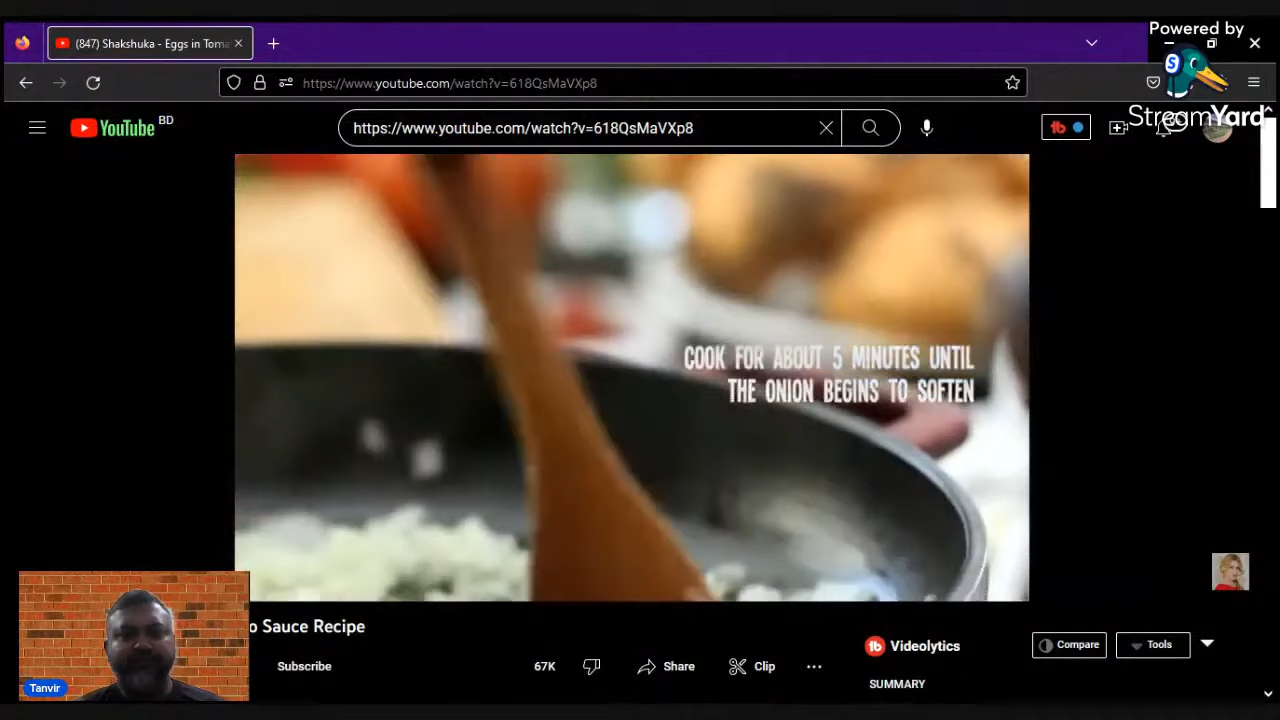 Powered by
StreamYard
(847) Shakshuka - Eggs in Toma
https://www.youtube.com/watch?v=618QsMaVXp8
YouTube BD
https://www.youtube.com/watch?v=618QsMaVXp8
COOK FOR ABOUT 5 MINUTES UNTIL
THE ONION BEGINS TO SOFTEN
o Sauce Recipe
Subscribe
67K
Share
Clip
Videolytics
Compare
Tools
SUMMARY
Tanvir